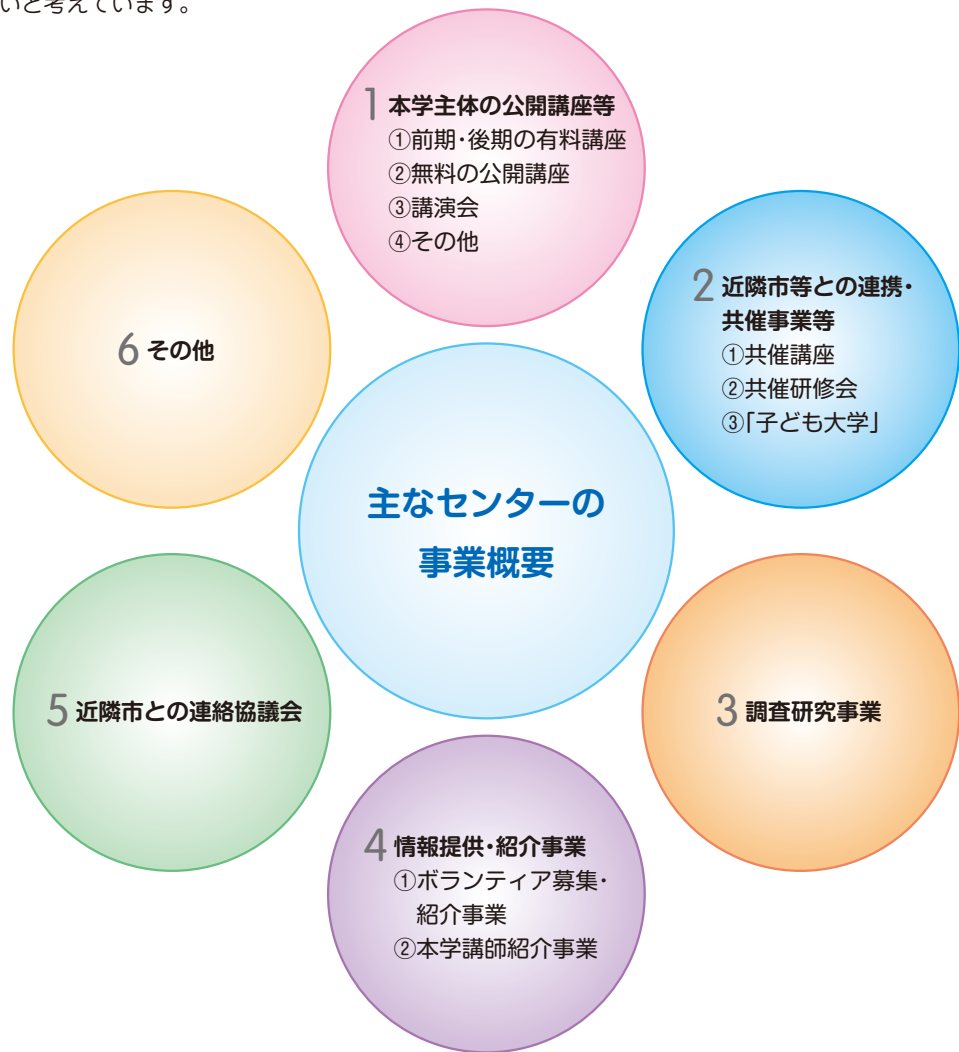 いと考えています。
1 本学主体の公開講座等
①前期・後期の有料講座
②無料の公開講座
③講演会
④その他
2 近隣市等との連携・
共催事業等
①共催講座
②共催研修会
③「子ども大学」
6 その他
主なセンターの
事業概要
5 近隣市との連絡協議会
3 調査研究事業
4 情報提供・紹介事業
①ボランティア募集・
紹介事業
②本学講師紹介事業